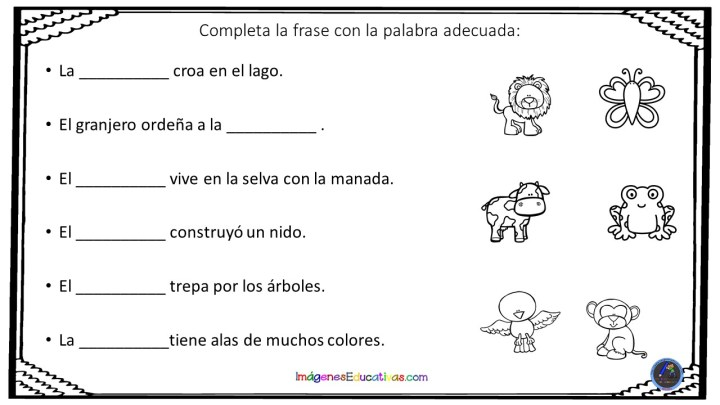 Completa la frase con la palabra adecuada:
• La __________ croa en el lago.
• El granjero ordeña a la __________ .
• El __________ vive en la selva con la manada.
• El __________ construyó un nido.
• El __________ trepa por los árboles.
• La __________tiene alas de muchos colores.
ImágenesEducativas.com